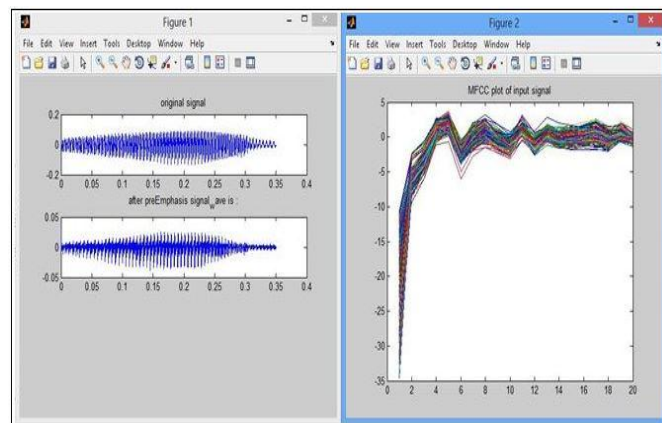 Figure 1
File Edit View Insert Tools Desktop Window Help
original signal
0.2
0
-0.2
0 0.05 0.1 0.15 0.2 0.25 0.3 0.35 0.4
after preEmphasis signal_wave is :
0.05
0
-0.05
0 0.05 0.1 0.15 0.2 0.25 0.3 0.35 0.4
Figure 2
File Edit View Insert Tools Desktop Window Help
MFCC plot of input signal
5
0
-5
-10
-15
-20
-25
-30
-35
0 2 4 6 8 10 12 14 16 18 20